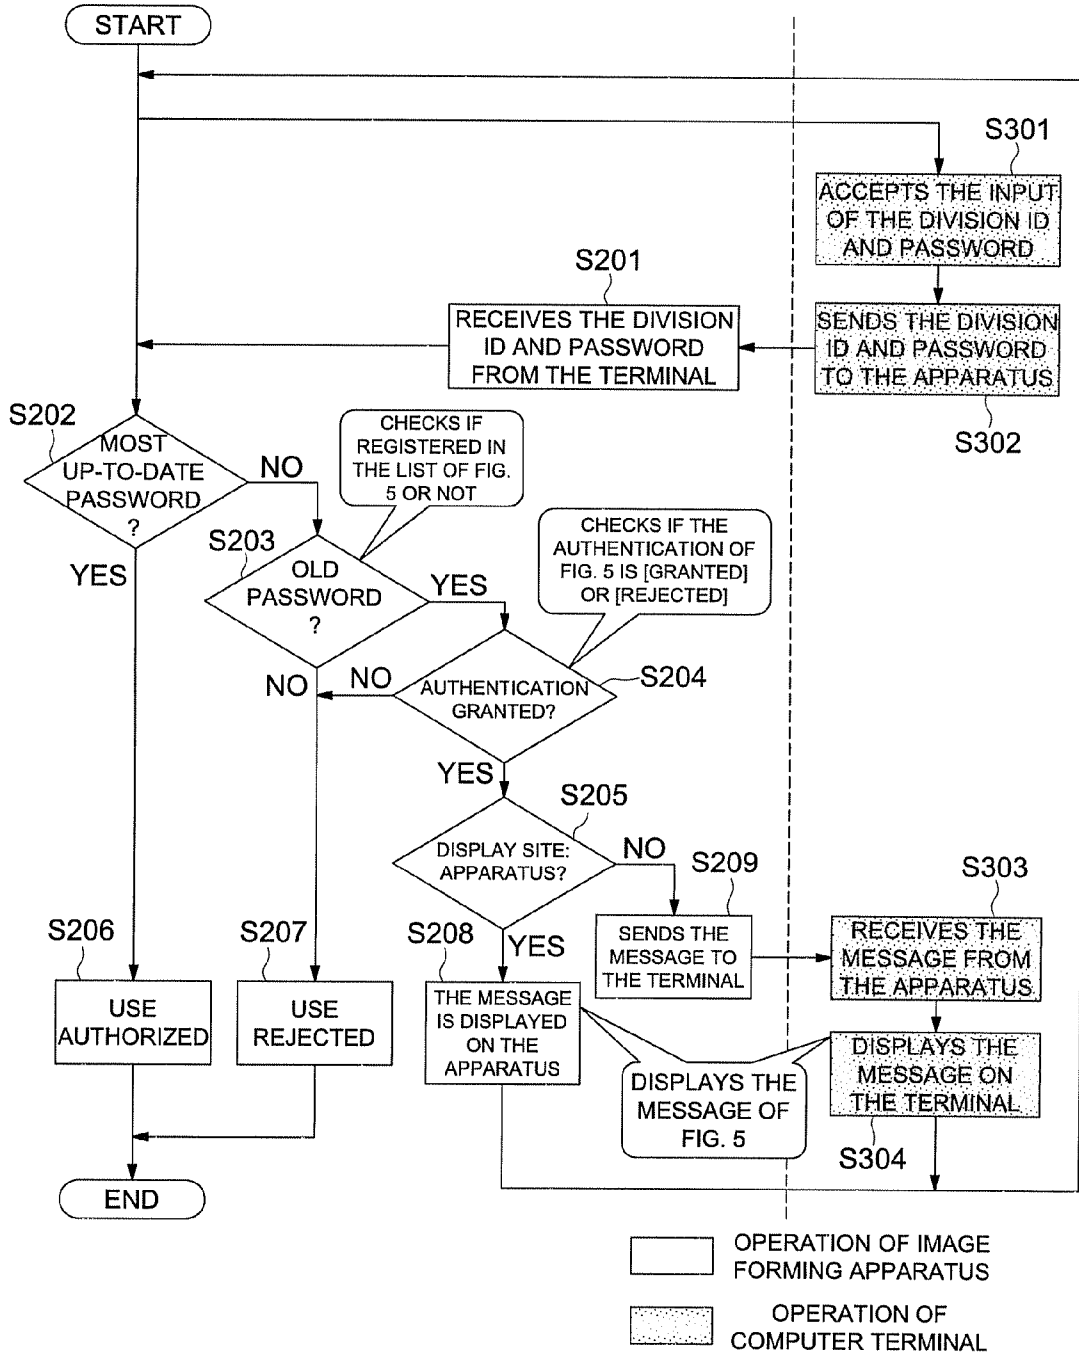 START
S301
ACCEPTS THE INPUT
OF THE DIVISION ID
AND PASSWORD
S201
RECEIVES THE DIVISION
ID AND PASSWORD
FROM THE TERMINAL
SENDS THE DIVISION
ID AND PASSWORD
TO THE APPARATUS
S302
S202
MOST
UP-TO-DATE
PASSWORD
?
NO
YES
CHECKS IF
REGISTERED IN
THE LIST OF FIG.
5 OR NOT
S203
OLD
PASSWORD
?
YES
NO
CHECKS IF THE
AUTHENTICATION OF
FIG. 5 IS [GRANTED]
OR [REJECTED]
S204
AUTHENTICATION
GRANTED?
NO
YES
S205
DISPLAY SITE:
APPARATUS?
NO
YES
S209
SENDS THE
MESSAGE TO
THE TERMINAL
S303
RECEIVES THE
MESSAGE FROM
THE APPARATUS
S206
USE
AUTHORIZED
S207
USE
REJECTED
S208
THE MESSAGE
IS DISPLAYED
ON THE
APPARATUS
DISPLAYS THE
MESSAGE OF
FIG. 5
DISPLAYS THE
MESSAGE ON
THE TERMINAL
S304
END
OPERATION OF IMAGE
FORMING APPARATUS
OPERATION OF
COMPUTER TERMINAL